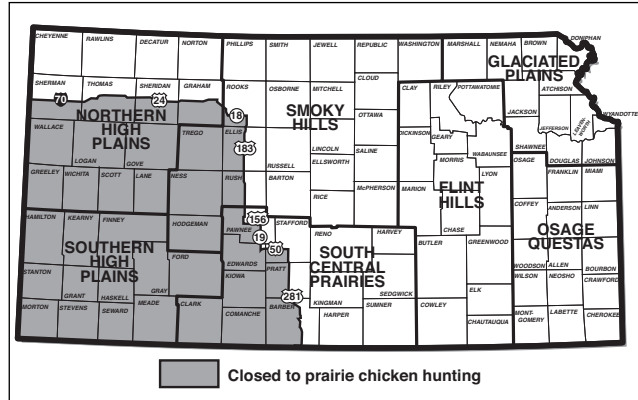 CHEYENNE RAWLINS DECATUR NORTON PHILLIPS SMITH JEWELL REPUBLIC WASHINGTON MARSHALL NEMAHA BROWN DONIPHAN
GLACIATED
PLAINS
SHERMAN THOMAS SHERIDAN GRAHAM ROOKS OSBORNE MITCHELL CLOUD CLAY RILEY POTTAWATOMIE JACKSON ATCHISON
70 24 18
NORTHERN
HIGH
PLAINS
SMOKY
HILLS
OTTAWA
JEFFERSON LEAVEN-
WORTH
WYANDOTTE
WALLACE LOGAN GOVE TREGO ELLIS 183 RUSSELL LINCOLN SALINE DICKINSON GEARY MORRIS WABAUNSEE SHAWNEE DOUGLAS JOHNSON
ELLSWORTH
GREELEY WICHITA SCOTT LANE NESS RUSH BARTON RICE McPHERSON MARION CHASE LYON OSAGE FRANKLIN MIAMI
FLINT
HILLS
HAMILTON KEARNY FINNEY HODGEMAN PAWNEE 156 19 50 STAFFORD RENO HARVEY COFFEY ANDERSON LINN
OSAGE
QUESTAS
SOUTHERN
HIGH
PLAINS
SOUTH
CENTRAL
PRAIRIES
STANTON GRANT HASKELL GRAY FORD EDWARDS KIOWA PRATT 281 KINGMAN SEDGWICK BUTLER GREENWOOD WOODSON ALLEN BOURBON
WILSON NEOSHO CRAWFORD
MORTON STEVENS SEWARD MEADE CLARK COMANCHE BARBER HARPER SUMNER COWLEY ELK CHAUTAUQUA MONT-
GOMERY LABETTE CHEROKEE
Closed to prairie chicken hunting